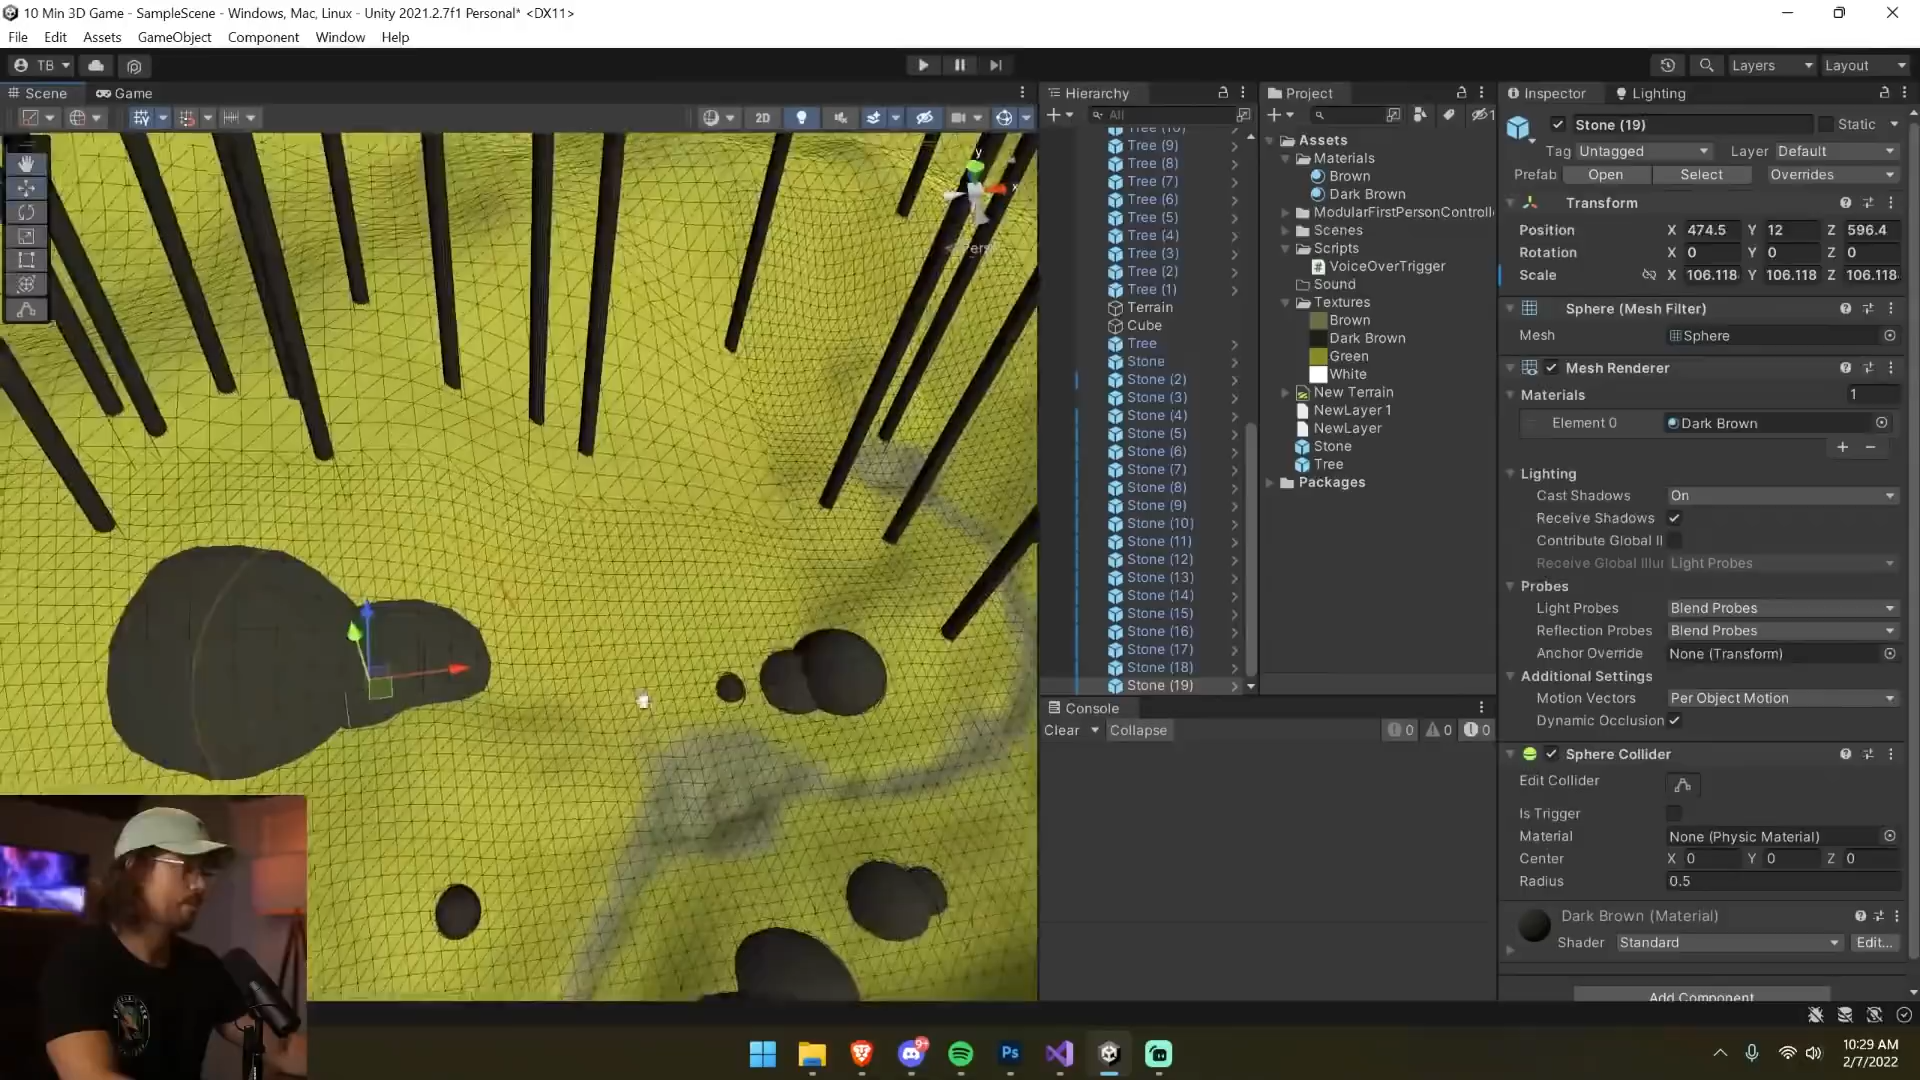 10 Min 3D Game - SampleScene - Windows, Mac, Linux - Unity 2021.2.7f1 Personal* <DX11>
File Edit Assets GameObject Component Window Help
TB Layers Layout
Scene Game
2D
y
x
Hierarchy
All
Tree (9)
Tree (8)
Tree (7)
Tree (6)
Tree (5)
Tree (4)
Tree (3)
Tree (2)
Tree (1)
Terrain
Cube
Tree
Stone
Stone (2)
Stone (3)
Stone (4)
Stone (5)
Stone (6)
Stone (7)
Stone (8)
Stone (9)
Stone (10)
Stone (11)
Stone (12)
Stone (13)
Stone (14)
Stone (15)
Stone (16)
Stone (17)
Stone (18)
Stone (19)
Project
1
Assets
Materials
Brown
Dark Brown
ModularFirstPersonControll
Scenes
Scripts
VoiceOverTrigger
Sound
Textures
Brown
Dark Brown
Green
White
New Terrain
NewLayer 1
NewLayer
Stone
Tree
Packages
Console
Clear Collapse 0 0 0
Inspector Lighting
Stone (19) Static
Tag Untagged Layer Default
Prefab Open Select Overrides
Transform
Position X 474.5 Y 12 Z 596.4
Rotation X 0 Y 0 Z 0
Scale X 106.118 Y 106.118 Z 106.118
Sphere (Mesh Filter)
Mesh Sphere
Mesh Renderer
Materials 1
Element 0 Dark Brown
+ −
Lighting
Cast Shadows On
Receive Shadows
Contribute Global Il
Receive Global Illur Light Probes
Probes
Light Probes Blend Probes
Reflection Probes Blend Probes
Anchor Override None (Transform)
Additional Settings
Motion Vectors Per Object Motion
Dynamic Occlusion
Sphere Collider
Edit Collider
Is Trigger
Material None (Physic Material)
Center X 0 Y 0 Z 0
Radius 0.5
Dark Brown (Material)
Shader Standard Edit...
Add Component
9+
Ps
10:29 AM
2/7/2022